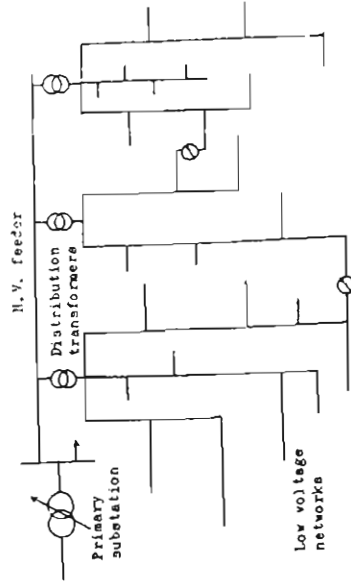 H.V. feeder
Distribution
transformers
Primary
substation
Low voltage
networks